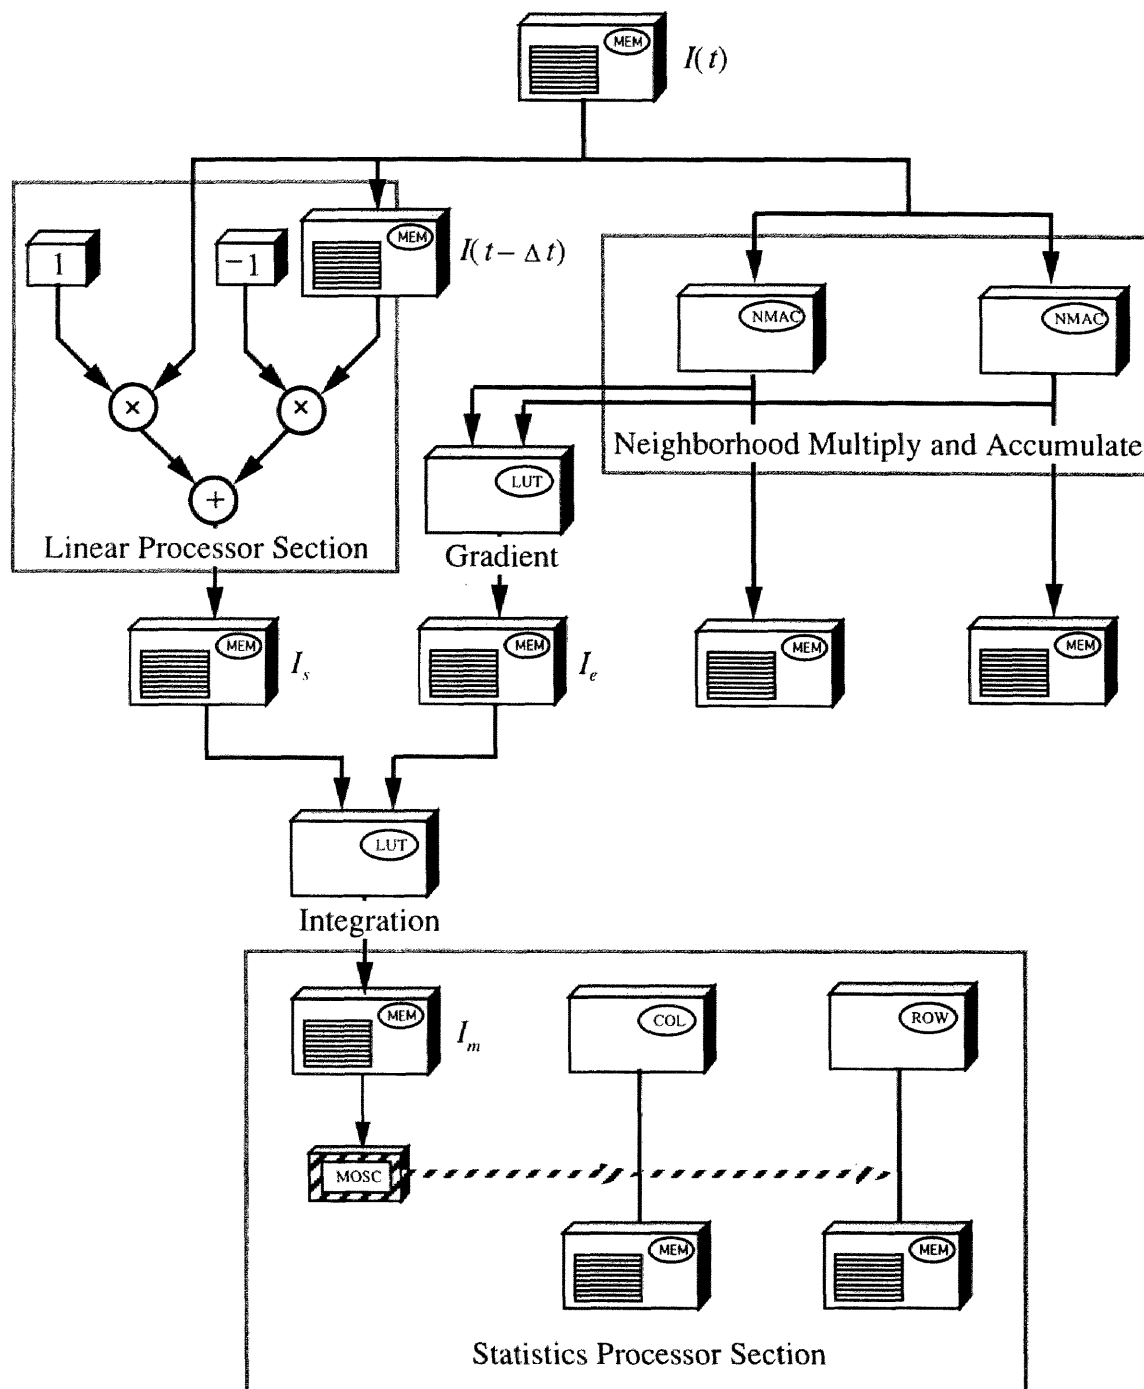 MEM
I(t)
1
-1
MEM
I(t - Δt)
NMAC
NMAC
×
×
Neighborhood Multiply and Accumulate
LUT
+
Linear Processor Section
Gradient
MEM
I_s
MEM
I_e
MEM
MEM
LUT
Integration
MEM
I_m
COL
ROW
MOSC
MEM
MEM
Statistics Processor Section